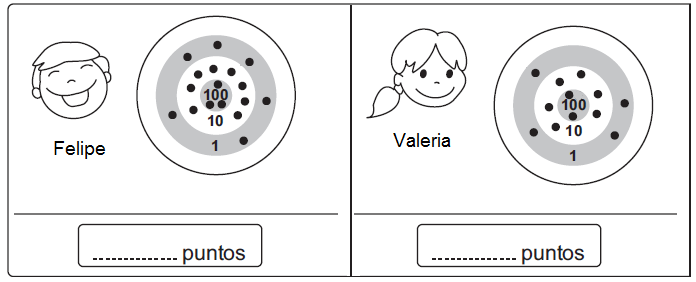 Felipe
100
10
1
............ puntos
Valeria
100
10
1
............ puntos